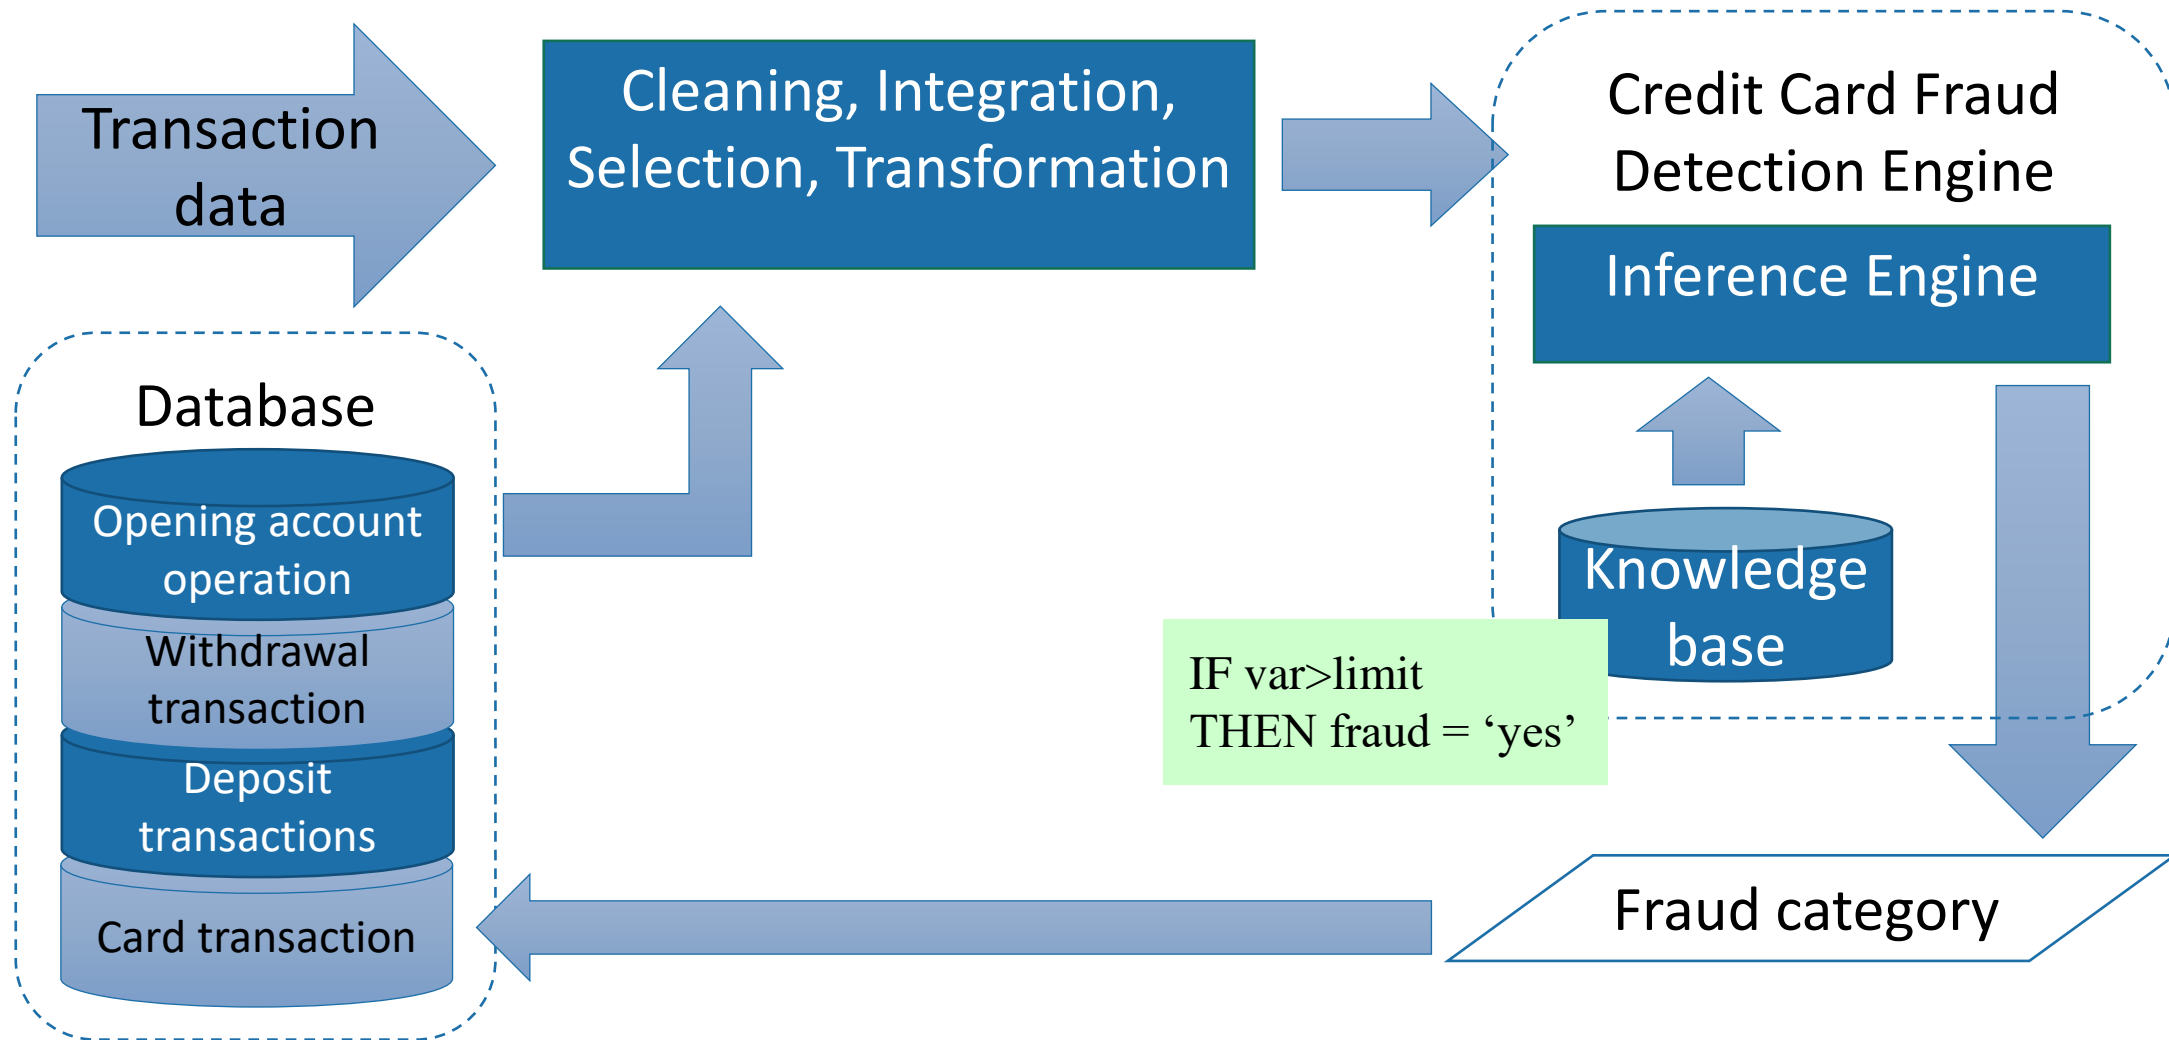 Transaction
data
Cleaning, Integration,
Selection, Transformation
Credit Card Fraud
Detection Engine
Inference Engine
Database
Opening account
operation
Withdrawal
transaction
Deposit
transactions
Card transaction
Knowledge
base
IF var>limit
THEN fraud = ‘yes’
Fraud category